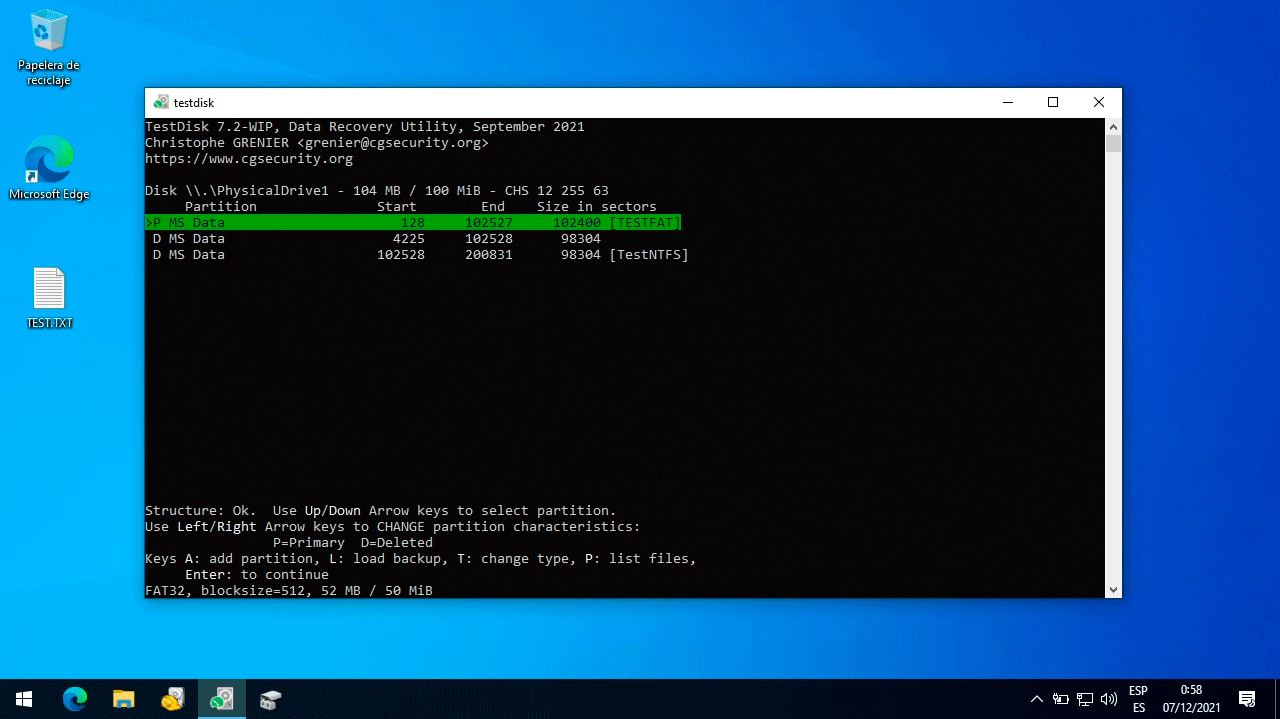 Papelera de
reciclaje
Microsoft Edge
TEST.TXT
testdisk
TestDisk 7.2-WIP, Data Recovery Utility, September 2021
Christophe GRENIER <grenier@cgsecurity.org>
https://www.cgsecurity.org
Disk \\.\PhysicalDrive1 - 104 MB / 100 MiB - CHS 12 255 63
     Partition               Start        End    Size in sectors
>P MS Data                      128     102527     102400 [TESTFAT]
 D MS Data                     4225     102528      98304
 D MS Data                   102528     200831      98304 [TestNTFS]
Structure: Ok.  Use Up/Down Arrow keys to select partition.
Use Left/Right Arrow keys to CHANGE partition characteristics:
                P=Primary  D=Deleted
Keys A: add partition, L: load backup, T: change type, P: list files,
     Enter: to continue
FAT32, blocksize=512, 52 MB / 50 MiB
ESP
ES
0:58
07/12/2021